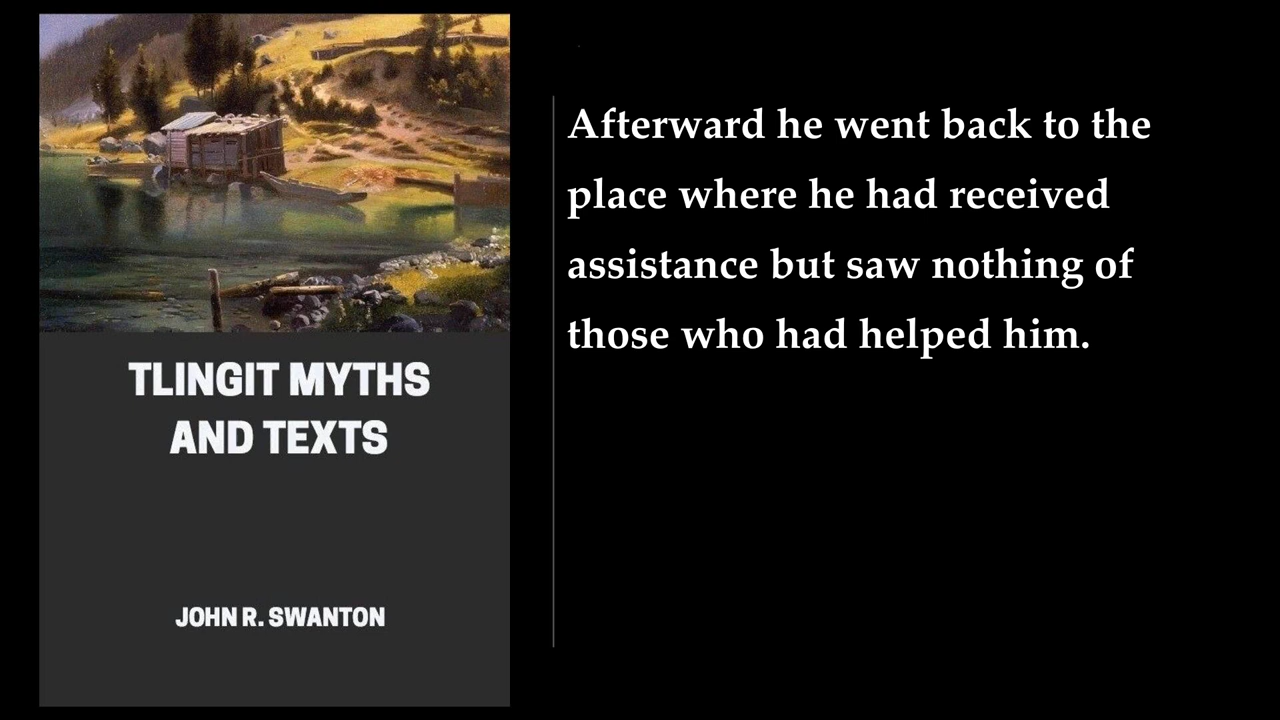 TLINGIT MYTHS
AND TEXTS
JOHN R. SWANTON
Afterward he went back to the
place where he had received
assistance but saw nothing of
those who had helped him.